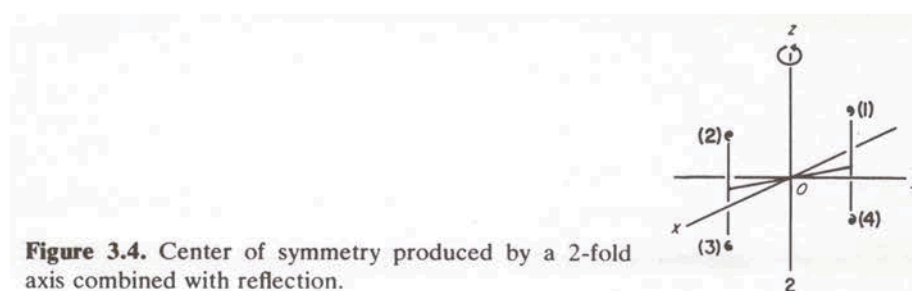 z
(1)
(2)
O
x
(4)
(3)
2
Figure 3.4. Center of symmetry produced by a 2-fold
axis combined with reflection.